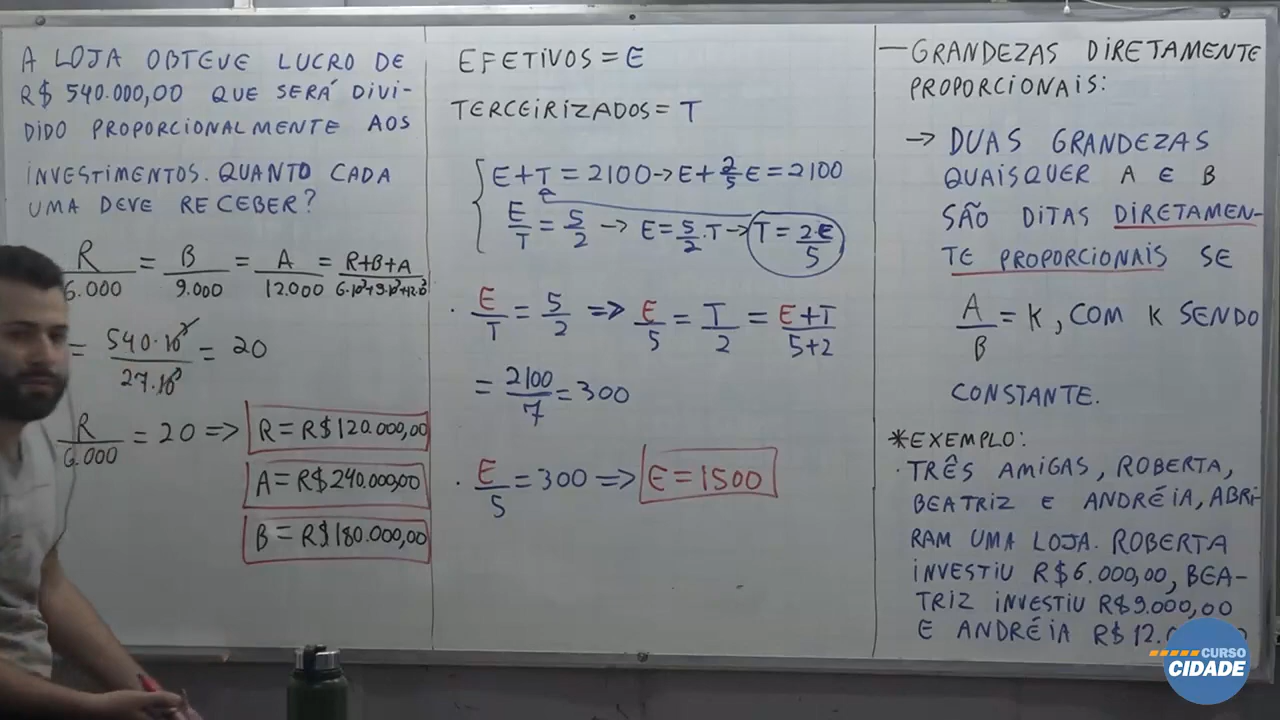 A LOJA OBTEVE LUCRO DE
R$ 540.000,00 QUE SERÁ DIVI-
DIDO PROPORCIONALMENTE AOS
INVESTIMENTOS. QUANTO CADA
UMA DEVE RECEBER?
R/6.000 = B/9.000 = A/12.000 = R+B+A/6·10³+9·10³+12·10³
= 540·10³/27·10³ = 20
R/6.000 = 20 => R = R$120.000,00
A = R$240.000,00
B = R$180.000,00
EFETIVOS = E
TERCEIRIZADOS = T
E+T = 2100 → E+2/5E = 2100
E/T = 5/2 → E = 5/2·T → T = 2·E/5
· E/T = 5/2 => E/5 = T/2 = E+T/5+2
= 2100/7 = 300
· E/5 = 300 => E = 1500
— GRANDEZAS DIRETAMENTE
PROPORCIONAIS:
→ DUAS GRANDEZAS
QUAISQUER A E B
SÃO DITAS DIRETAMEN-
TE PROPORCIONAIS SE
A/B = K, COM K SENDO
CONSTANTE.
*EXEMPLO:
· TRÊS AMIGAS, ROBERTA,
BEATRIZ E ANDRÉIA, ABRI-
RAM UMA LOJA. ROBERTA
INVESTIU R$6.000,00, BEA-
TRIZ INVESTIU R$9.000,00
E ANDRÉIA R$12.
CURSO
CIDADE